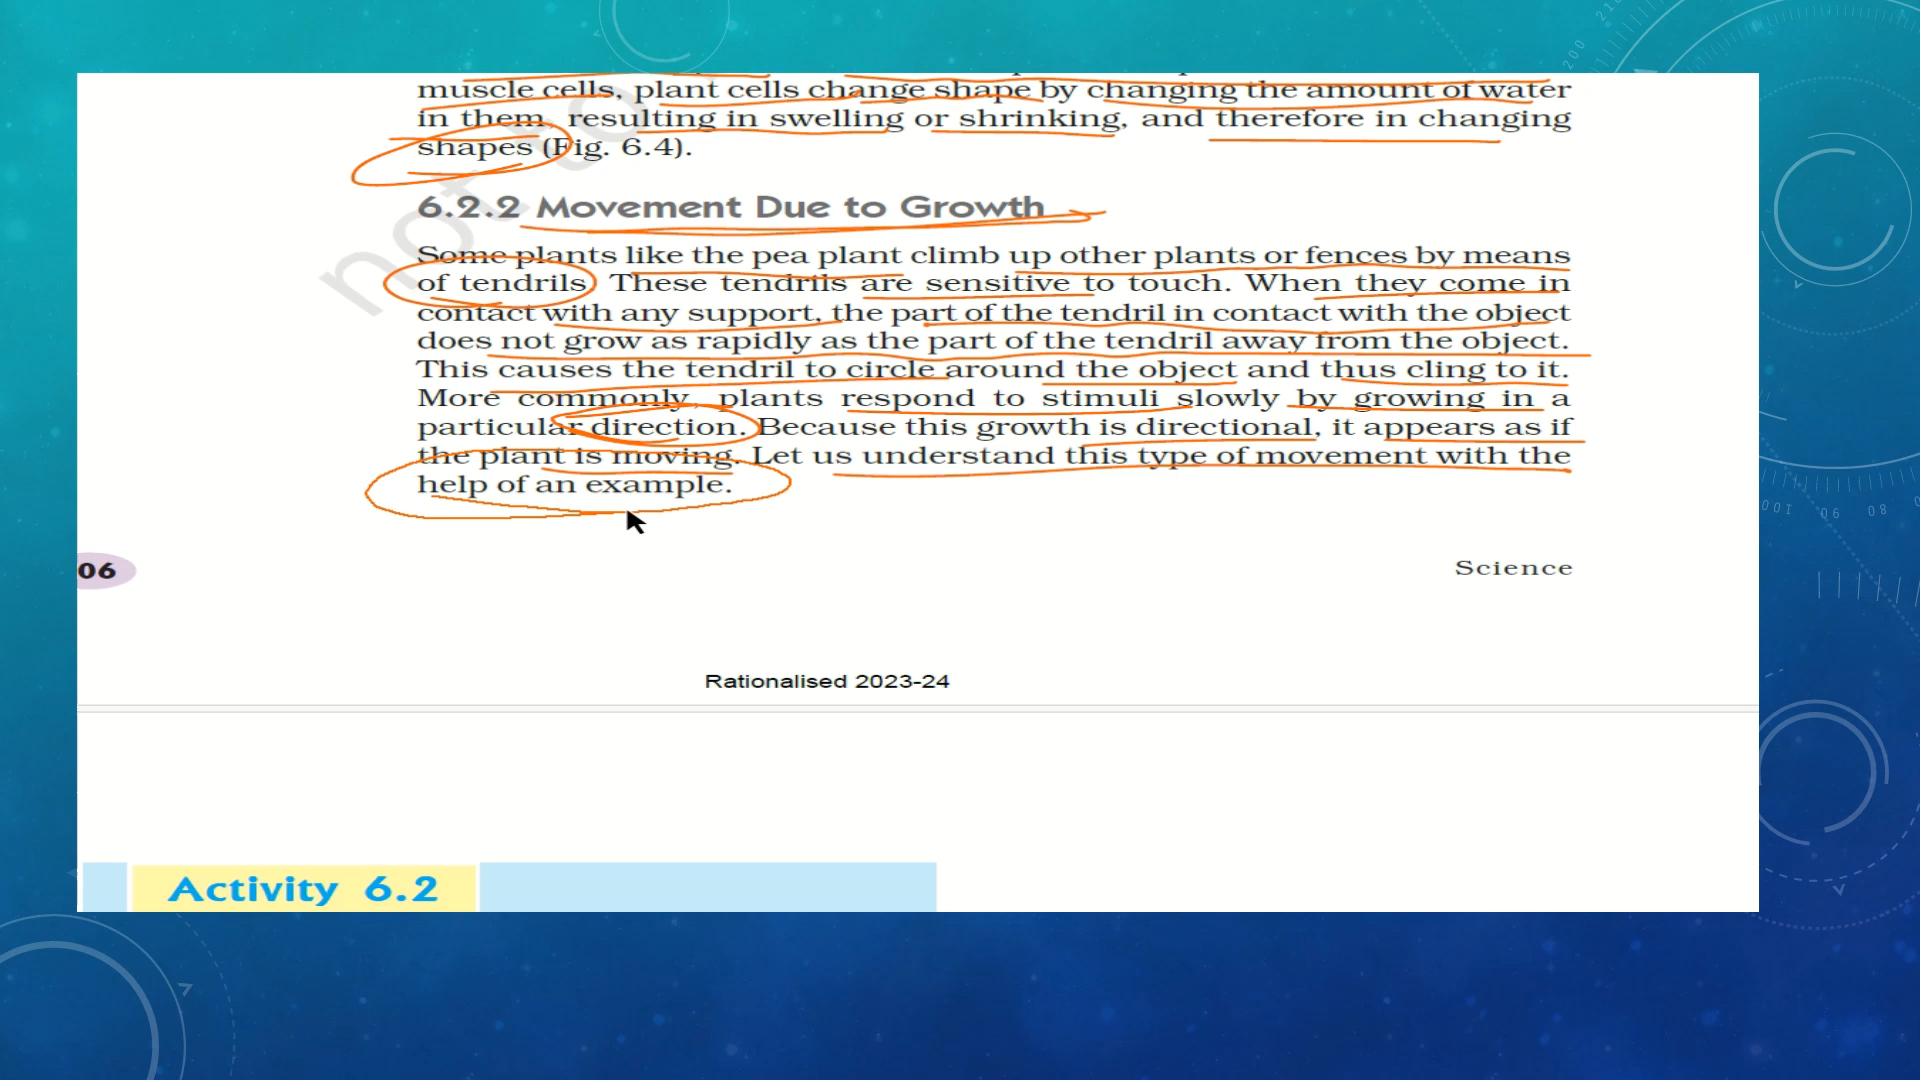 muscle cells, plant cells change shape by changing the amount of water
in them, resulting in swelling or shrinking, and therefore in changing
shapes (Fig. 6.4).
6.2.2 Movement Due to Growth
Some plants like the pea plant climb up other plants or fences by means
of tendrils. These tendrils are sensitive to touch. When they come in
contact with any support, the part of the tendril in contact with the object
does not grow as rapidly as the part of the tendril away from the object.
This causes the tendril to circle around the object and thus cling to it.
More commonly, plants respond to stimuli slowly by growing in a
particular direction. Because this growth is directional, it appears as if
the plant is moving. Let us understand this type of movement with the
help of an example.
not to
06
Science
Rationalised 2023-24
Activity 6.2
200
100 90 80